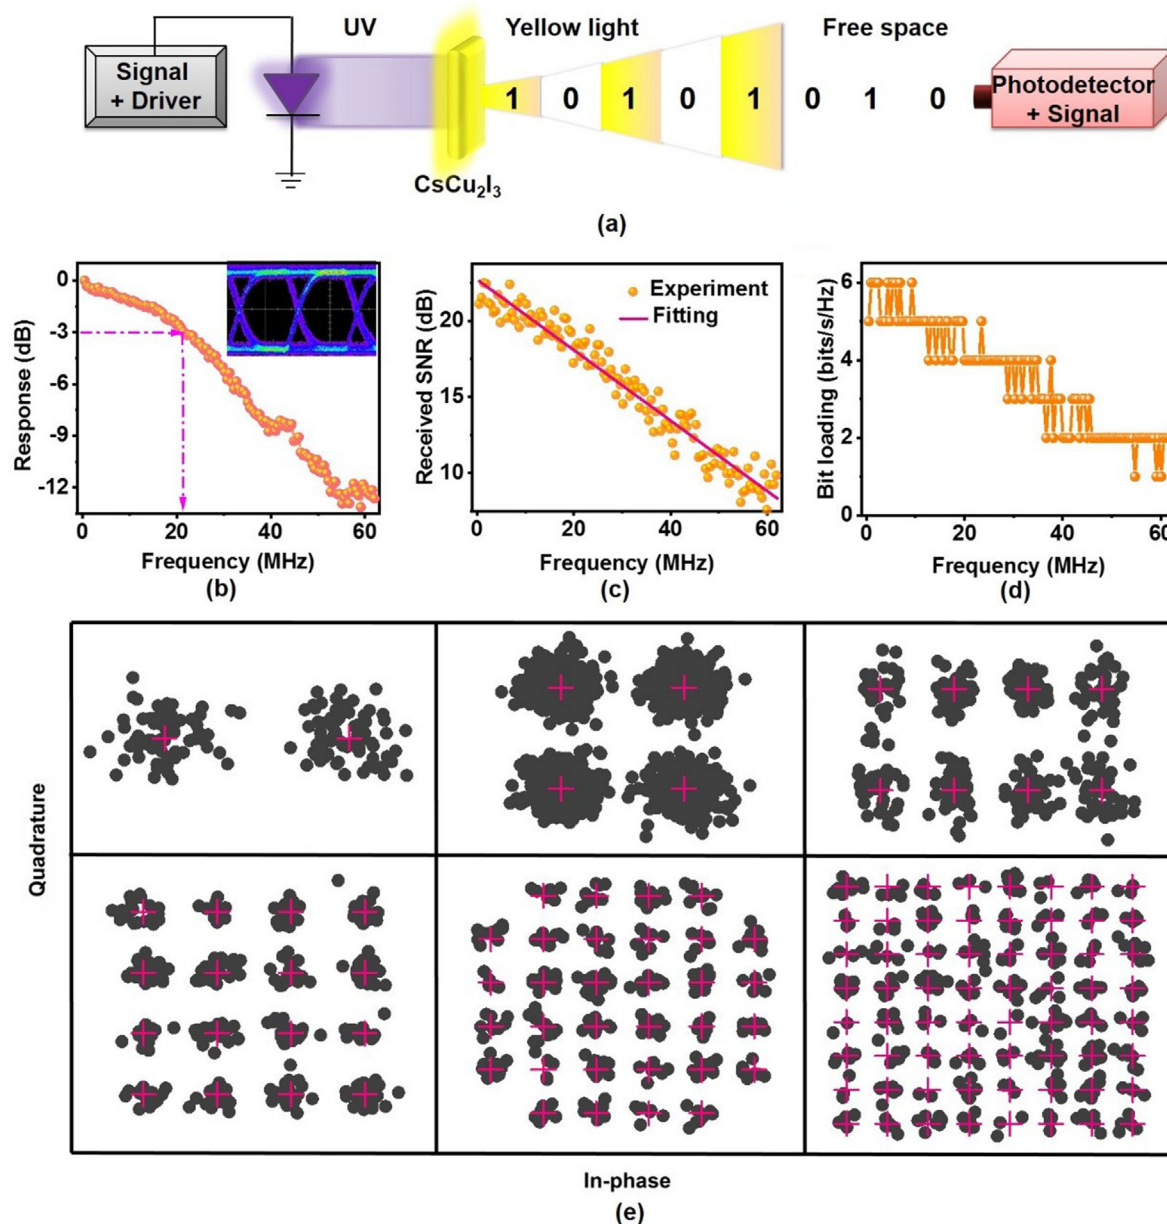 UV
Yellow light
Free space
Signal
+ Driver
1 0 1 0 1 0 1 0
Photodetector
+ Signal
CsCu₂I₃
(a)
Response (dB)
0
-3
-6
-9
-12
0 20 40 60
Frequency (MHz)
(b)
Received SNR (dB)
20
15
10
Experiment
Fitting
0 20 40 60
Frequency (MHz)
(c)
Bit loading (bits/s/Hz)
6
4
2
0
0 20 40 60
Frequency (MHz)
(d)
Quadrature
In-phase
(e)